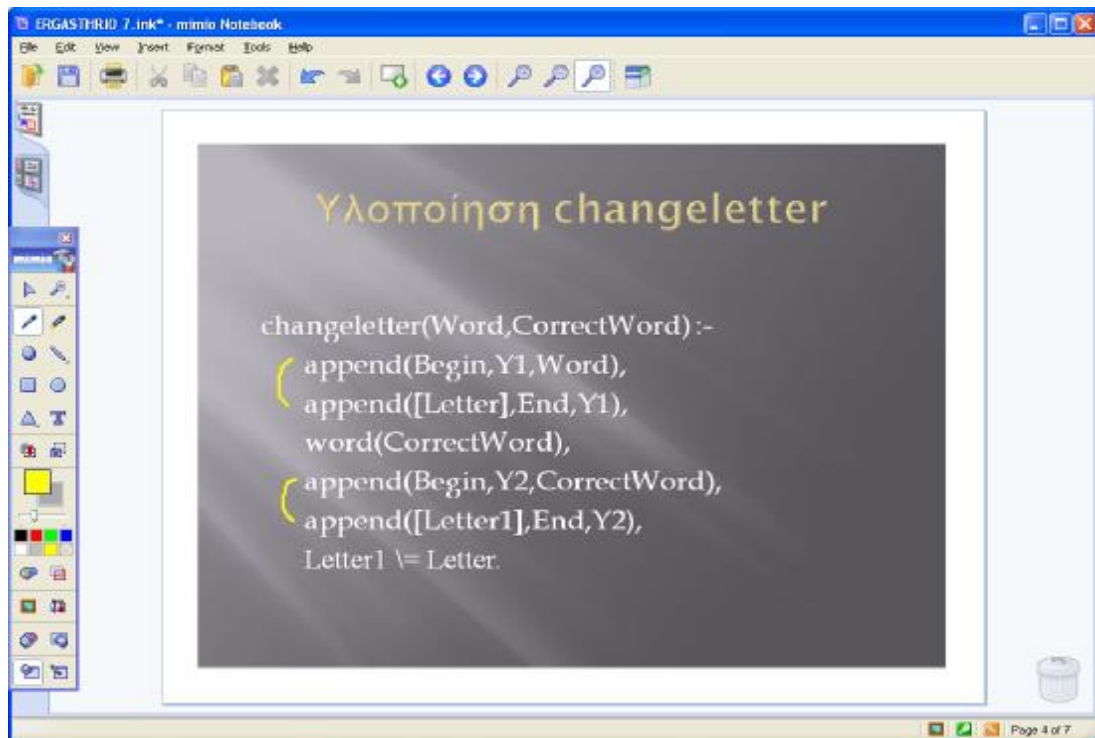 ERGASTHRIO 7.ink* - mimio Notebook
File Edit View Insert Format Tools Help
mimio
Υλοποίηση changeletter
changeletter(Word,CorrectWord) :-
append(Begin,Y1,Word),
append([Letter],End,Y1),
word(CorrectWord),
append(Begin,Y2,CorrectWord),
append([Letter1],End,Y2),
Letter1 \= Letter.
Page 4 of 7